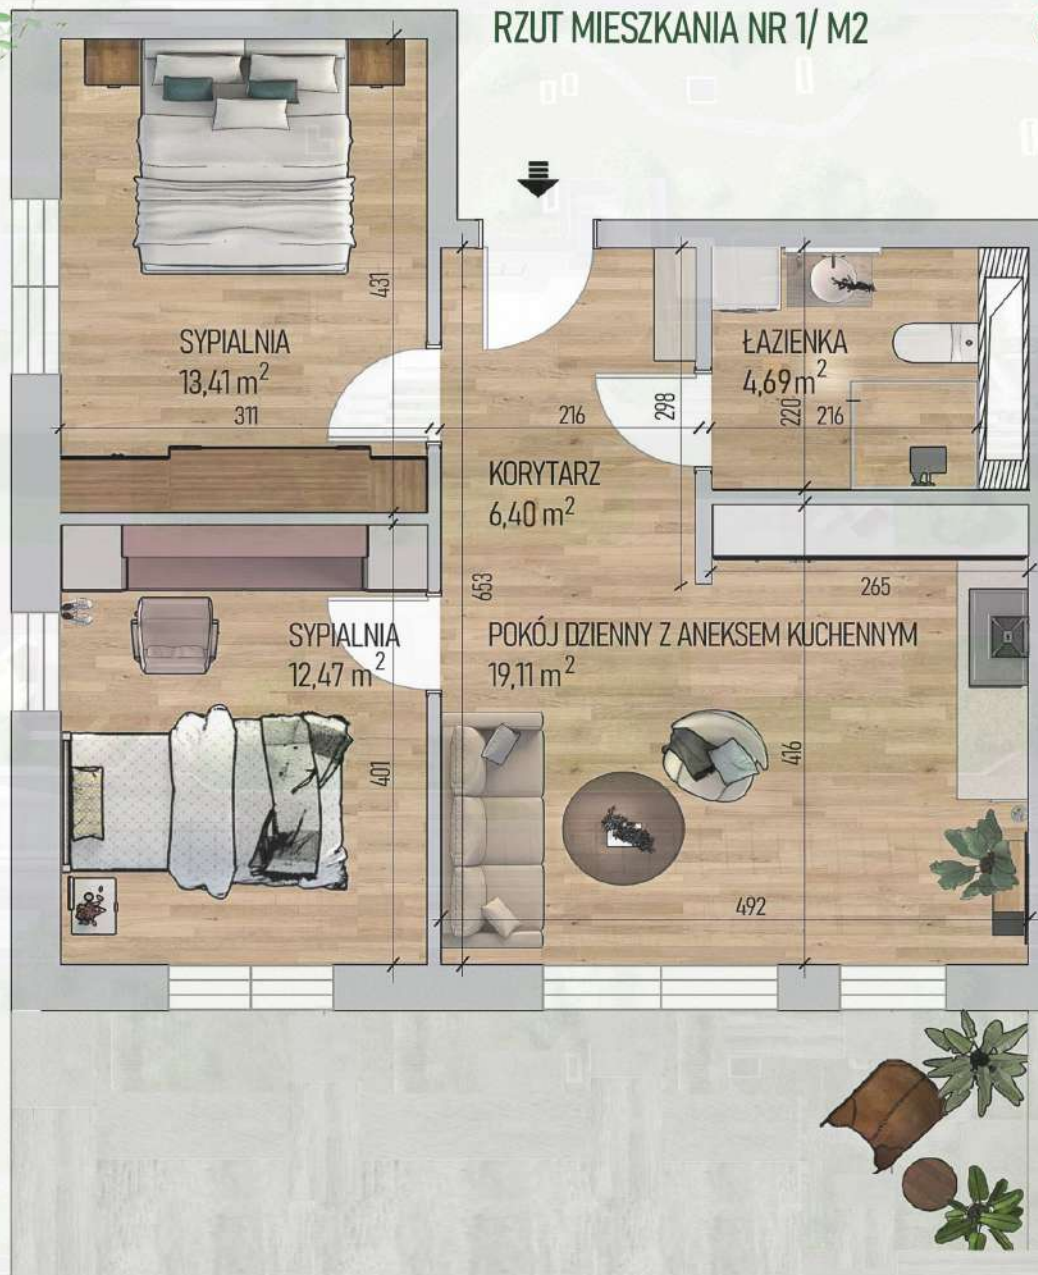 RZUT MIESZKANIA NR 1/ M2
431
SYPIALNIA
13,41 m²
311
ŁAZIENKA
4,69 m²
220
216
216
298
KORYTARZ
6,40 m²
653
265
SYPIALNIA
12,47 m²
POKÓJ DZIENNY Z ANEKSEM KUCHENNYM
19,11 m²
401
416
492